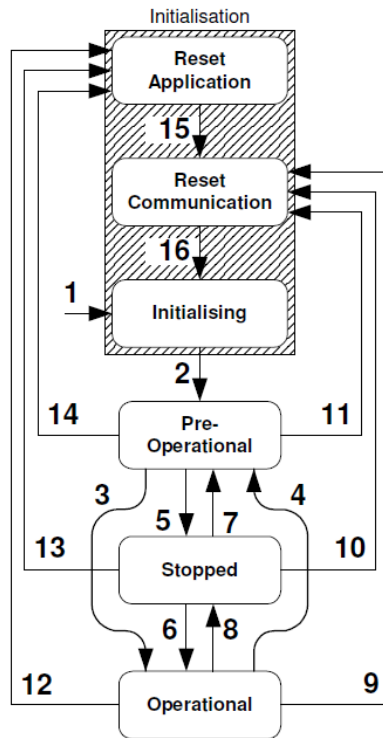 Initialisation
Reset
Application
15
Reset
Communication
16
1
Initialising
2
14
Pre-
Operational
11
3
5
7
4
13
Stopped
10
6
8
12
Operational
9